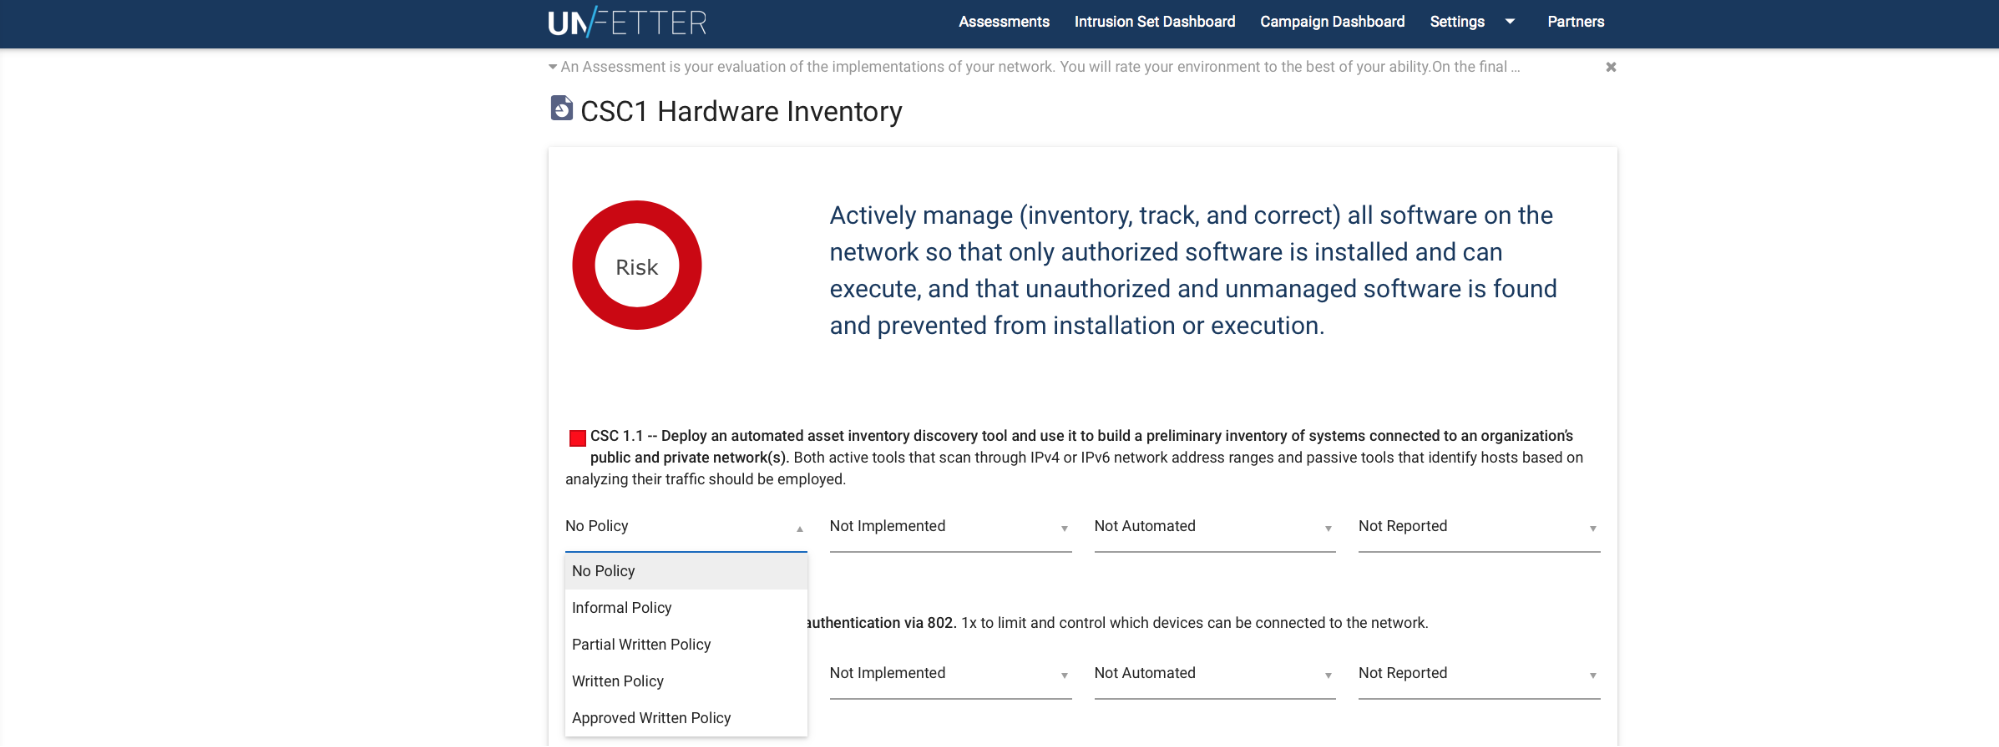 UNFETTER Assessments Intrusion Set Dashboard Campaign Dashboard Settings Partners
An Assessment is your evaluation of the implementations of your network. You will rate your environment to the best of your ability.On the final ...
CSC1 Hardware Inventory
Risk
Actively manage (inventory, track, and correct) all software on the
network so that only authorized software is installed and can
execute, and that unauthorized and unmanaged software is found
and prevented from installation or execution.
CSC 1.1 -- Deploy an automated asset inventory discovery tool and use it to build a preliminary inventory of systems connected to an organization's
public and private network(s). Both active tools that scan through IPv4 or IPv6 network address ranges and passive tools that identify hosts based on
analyzing their traffic should be employed.
No Policy Not Implemented Not Automated Not Reported
No Policy
Informal Policy
authentication via 802. 1x to limit and control which devices can be connected to the network.
Partial Written Policy
Not Implemented Not Automated Not Reported
Written Policy
Approved Written Policy